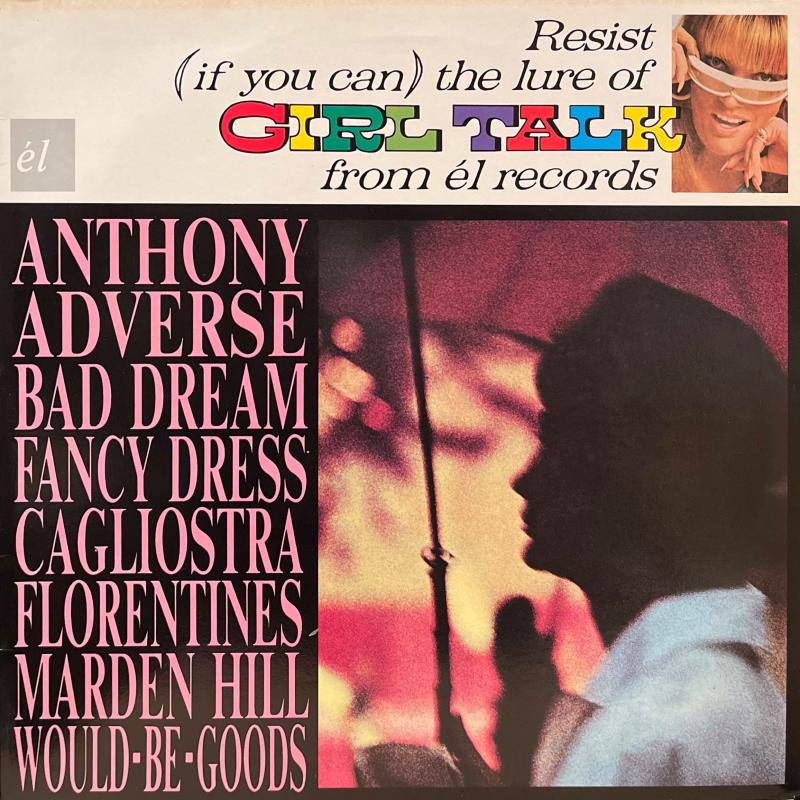 Resist
(if you can) the lure of
GIRL TALK
from él records
él
ANTHONY
ADVERSE
BAD DREAM
FANCY DRESS
CAGLIOSTRA
FLORENTINES
MARDEN HILL
WOULD-BE-GOODS